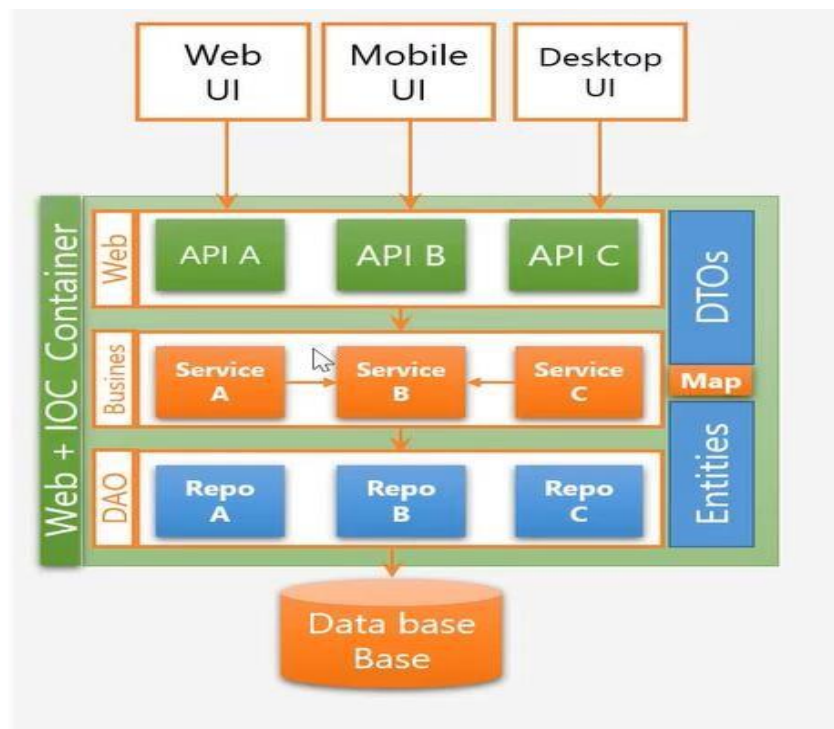 Web
UI
Mobile
UI
Desktop
UI
Web + IOC Container
Web
API A
API B
API C
DTOs
Busines
Service
A
Service
B
Service
C
Map
DAO
Repo
A
Repo
B
Repo
C
Entities
Data base
Base